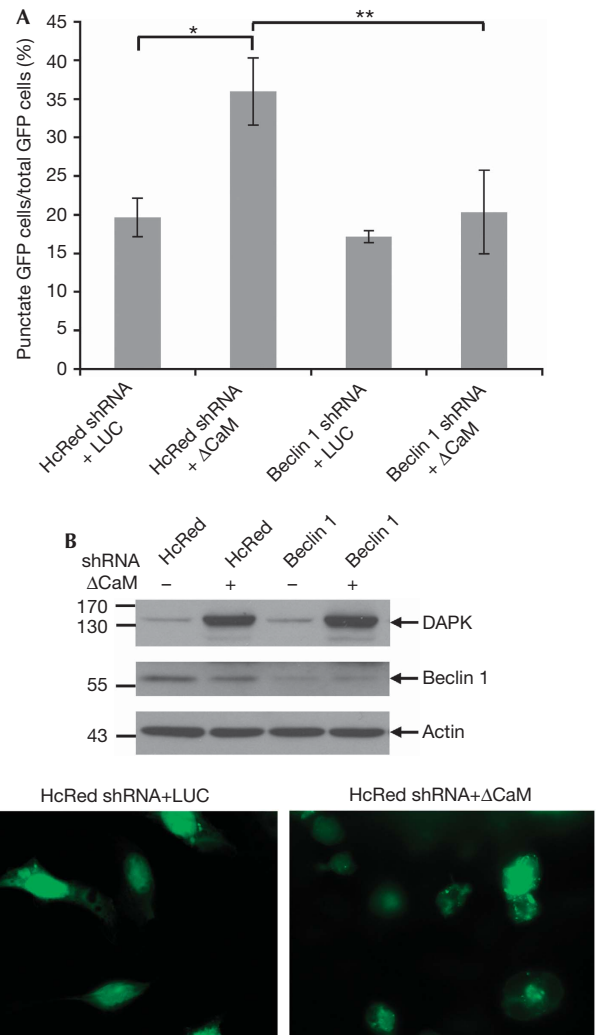 A
Punctate GFP cells/total GFP cells (%)
45
40
35
30
25
20
15
10
5
0
*
**
HcRed shRNA
+ LUC
HcRed shRNA
+ ΔCaM
Beclin 1 shRNA
+ LUC
Beclin 1 shRNA
+ ΔCaM
B
shRNA HcRed HcRed Beclin 1 Beclin 1
ΔCaM – + – +
170
130
DAPK
55
Beclin 1
43
Actin
HcRed shRNA+LUC
HcRed shRNA+ΔCaM